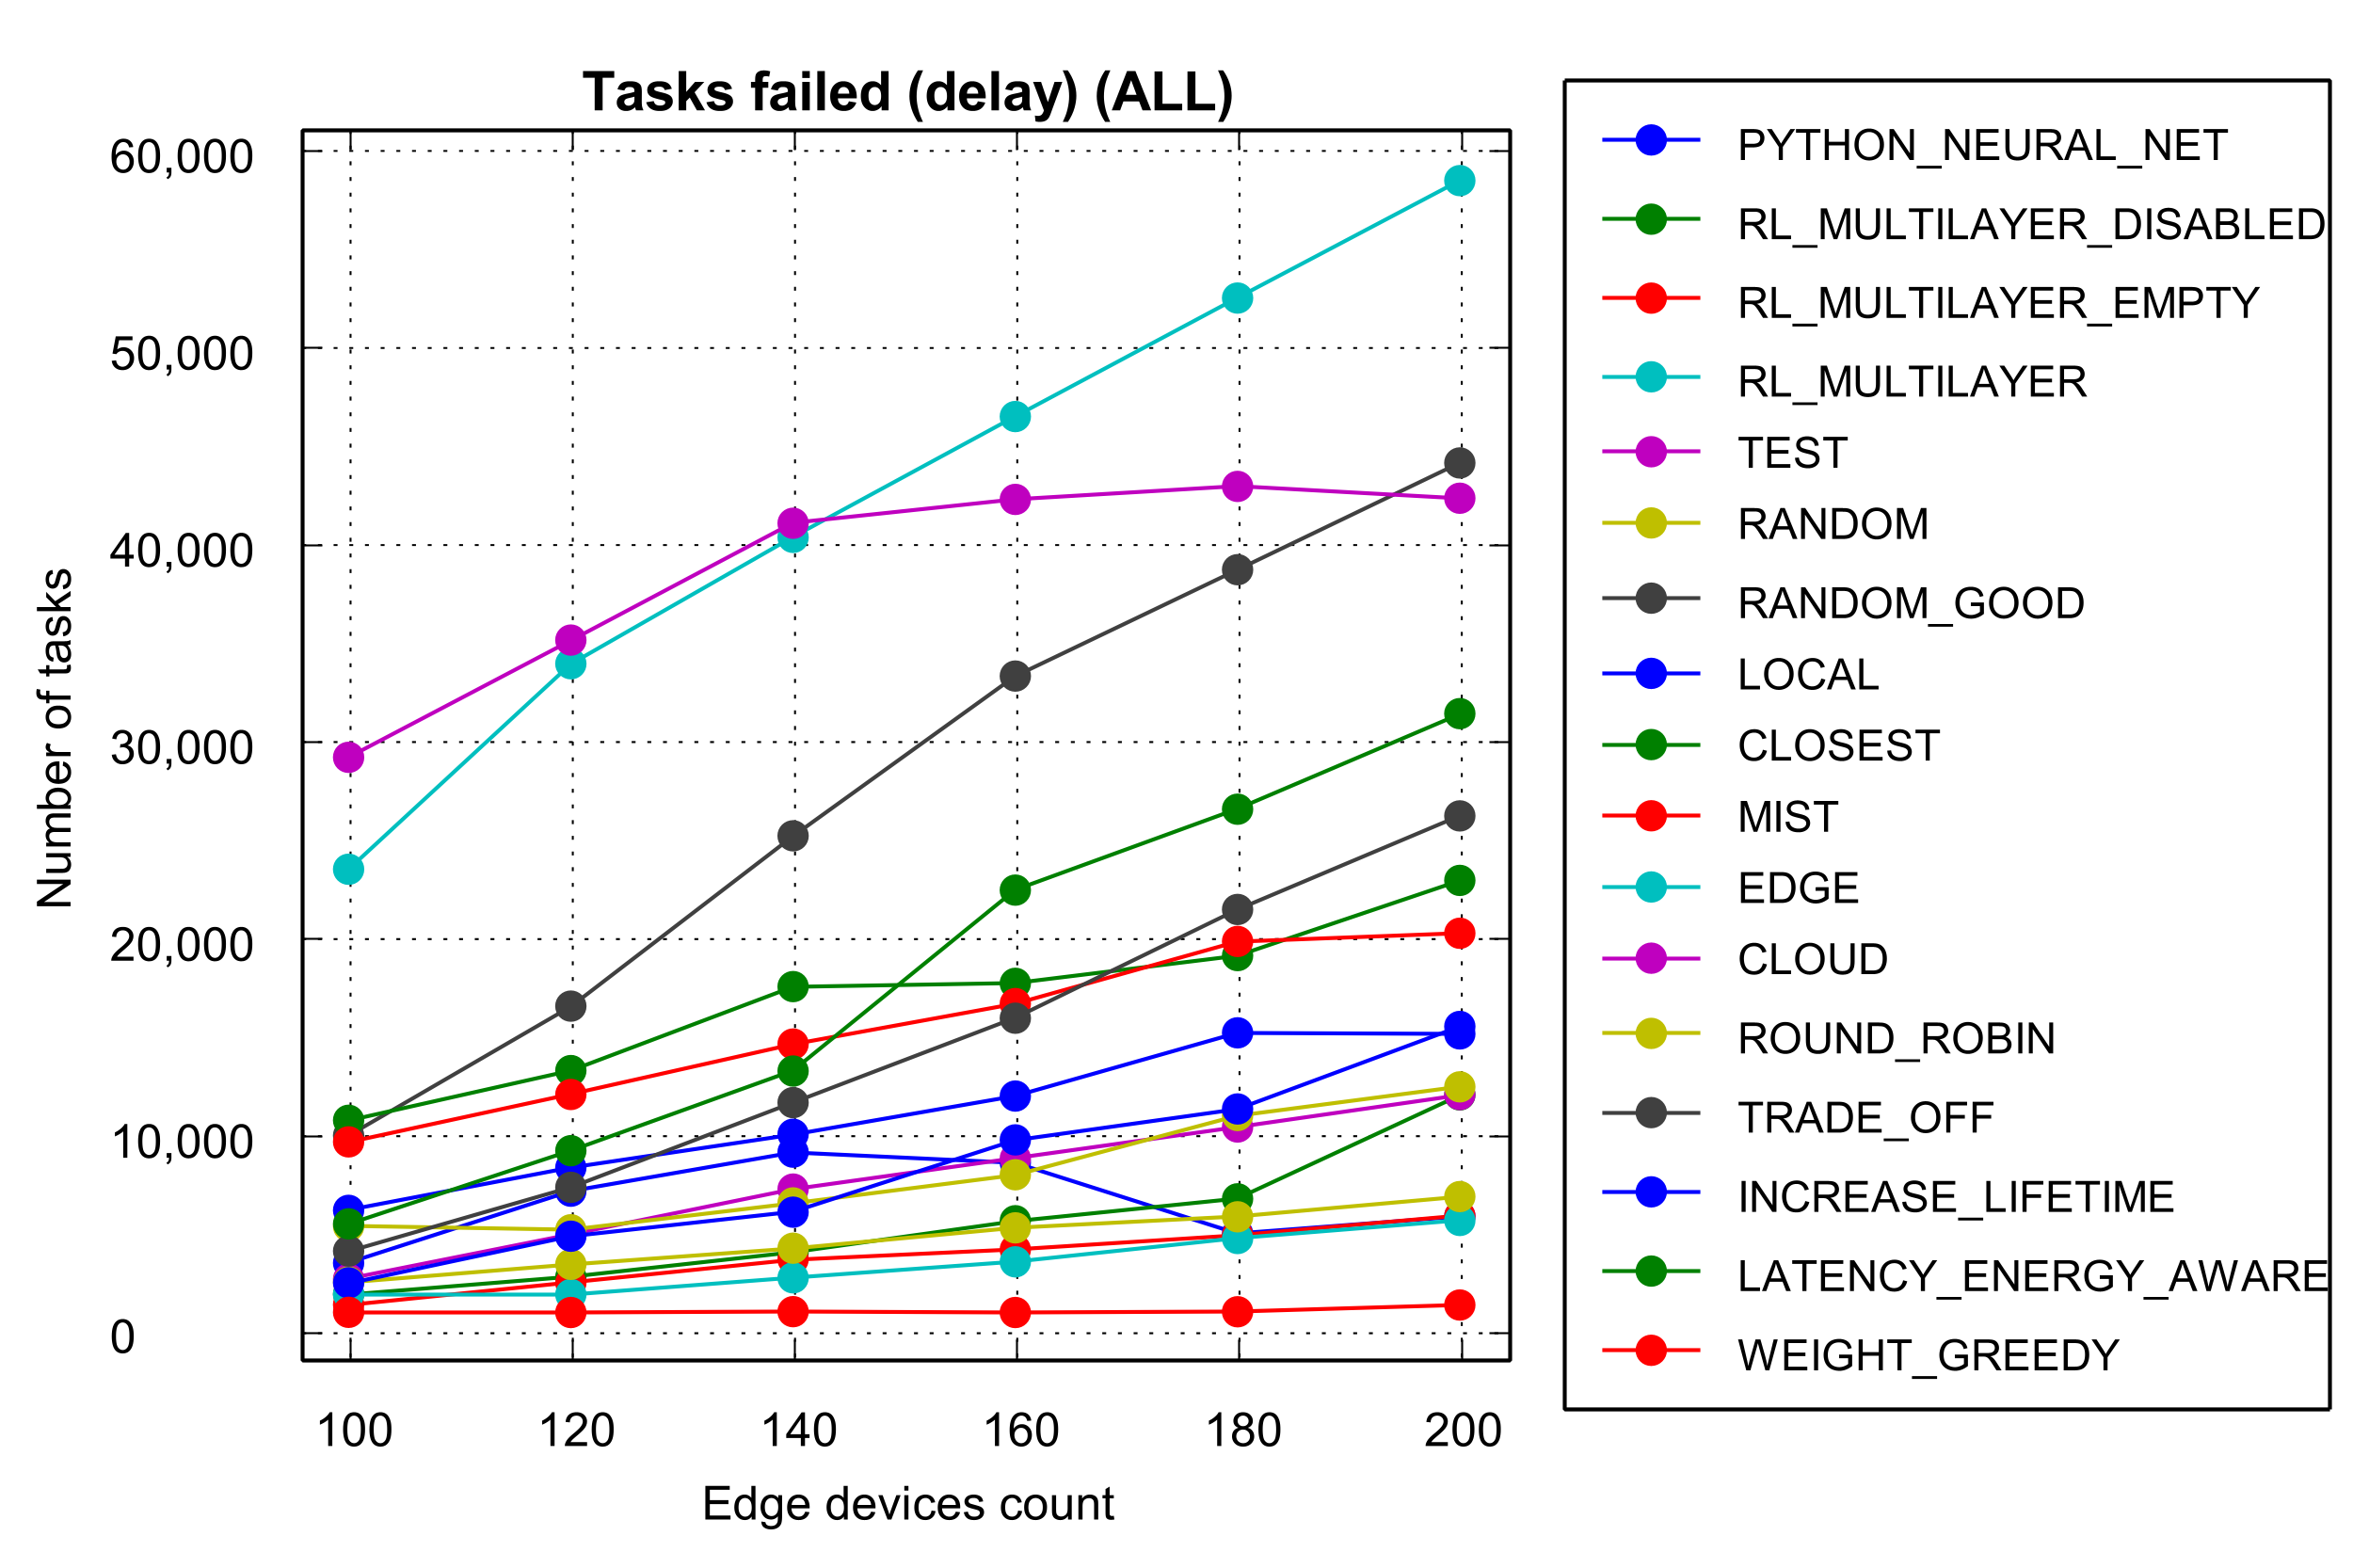 Tasks failed (delay) (ALL)
60,000
50,000
40,000
30,000
20,000
10,000
0
Number of tasks
100 120 140 160 180 200
Edge devices count
PYTHON_NEURAL_NET
RL_MULTILAYER_DISABLED
RL_MULTILAYER_EMPTY
RL_MULTILAYER
TEST
RANDOM
RANDOM_GOOD
LOCAL
CLOSEST
MIST
EDGE
CLOUD
ROUND_ROBIN
TRADE_OFF
INCREASE_LIFETIME
LATENCY_ENERGY_AWARE
WEIGHT_GREEDY